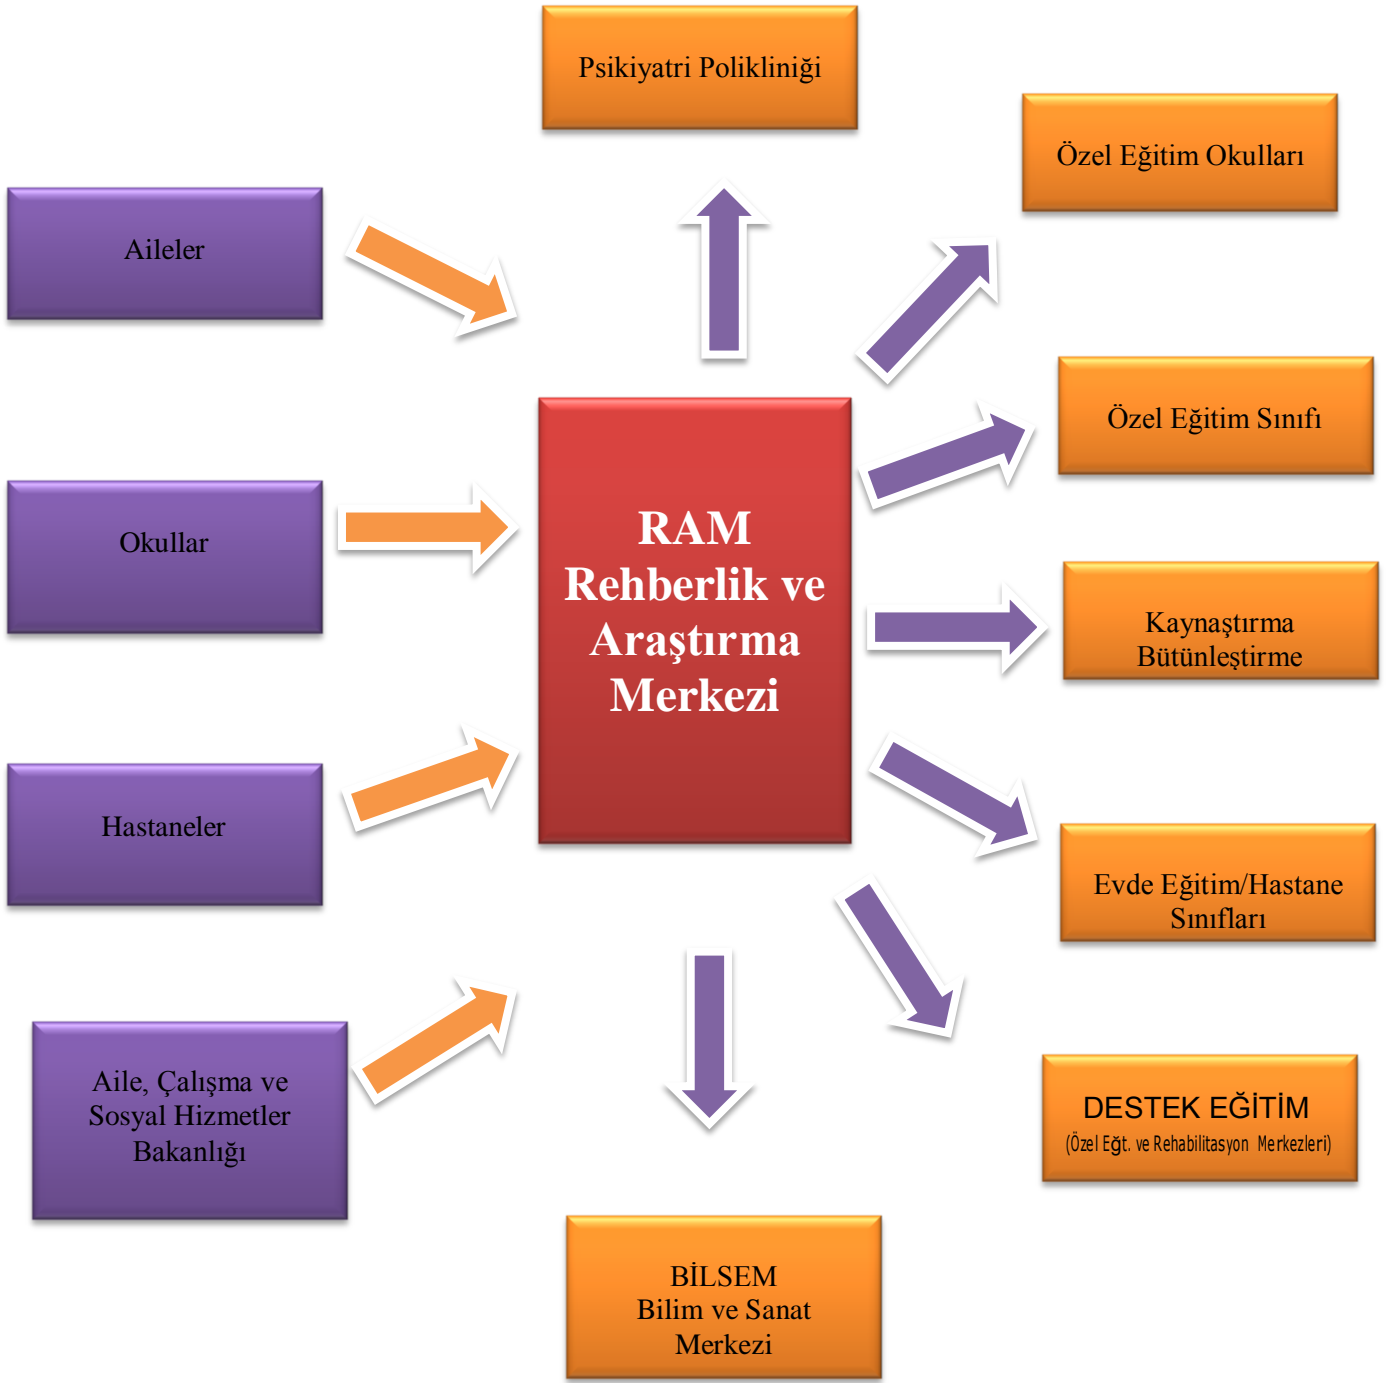 Psikiyatri Polikliniği
Özel Eğitim Okulları
Aileler
Özel Eğitim Sınıfı
Okullar
RAM
Rehberlik ve
Araştırma
Merkezi
Kaynaştırma
Bütünleştirme
Hastaneler
Evde Eğitim/Hastane
Sınıfları
Aile, Çalışma ve
Sosyal Hizmetler
Bakanlığı
DESTEK EĞİTİM
(Özel Eğt. ve Rehabilitasyon Merkezleri)
BİLSEM
Bilim ve Sanat
Merkezi